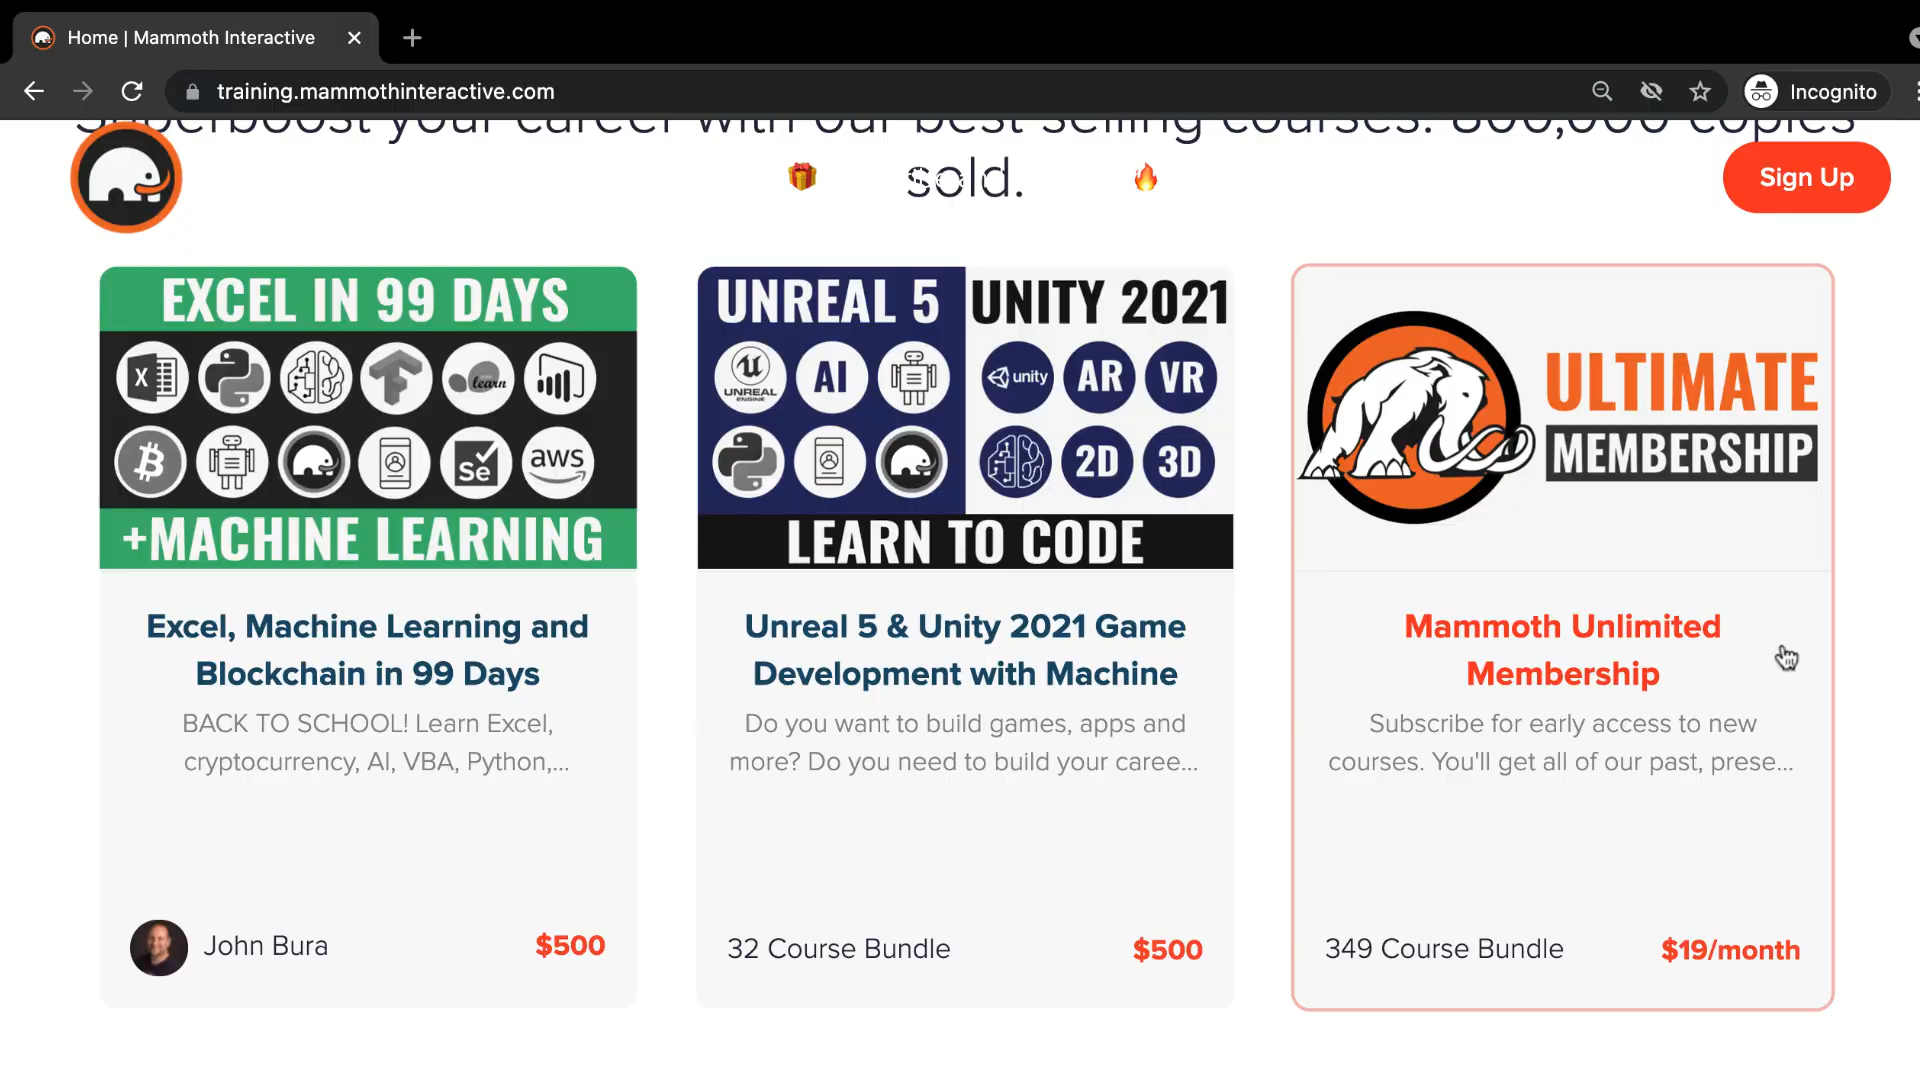 Home | Mammoth Interactive
training.mammothinteractive.com
Incognito
Superboost your career with our best selling courses. 800,000 copies
sold.
Sign Up
EXCEL IN 99 DAYS
X
learn
Se
aws
+MACHINE LEARNING
UNREAL 5
UNITY 2021
UNREAL
ENGINE
AI
unity
AR
VR
2D
3D
LEARN TO CODE
ULTIMATE
MEMBERSHIP
Excel, Machine Learning and
Blockchain in 99 Days
BACK TO SCHOOL! Learn Excel,
cryptocurrency, AI, VBA, Python,...
John Bura
$500
Unreal 5 & Unity 2021 Game
Development with Machine
Do you want to build games, apps and
more? Do you need to build your caree...
32 Course Bundle
$500
Mammoth Unlimited
Membership
Subscribe for early access to new
courses. You'll get all of our past, prese...
349 Course Bundle
$19/month